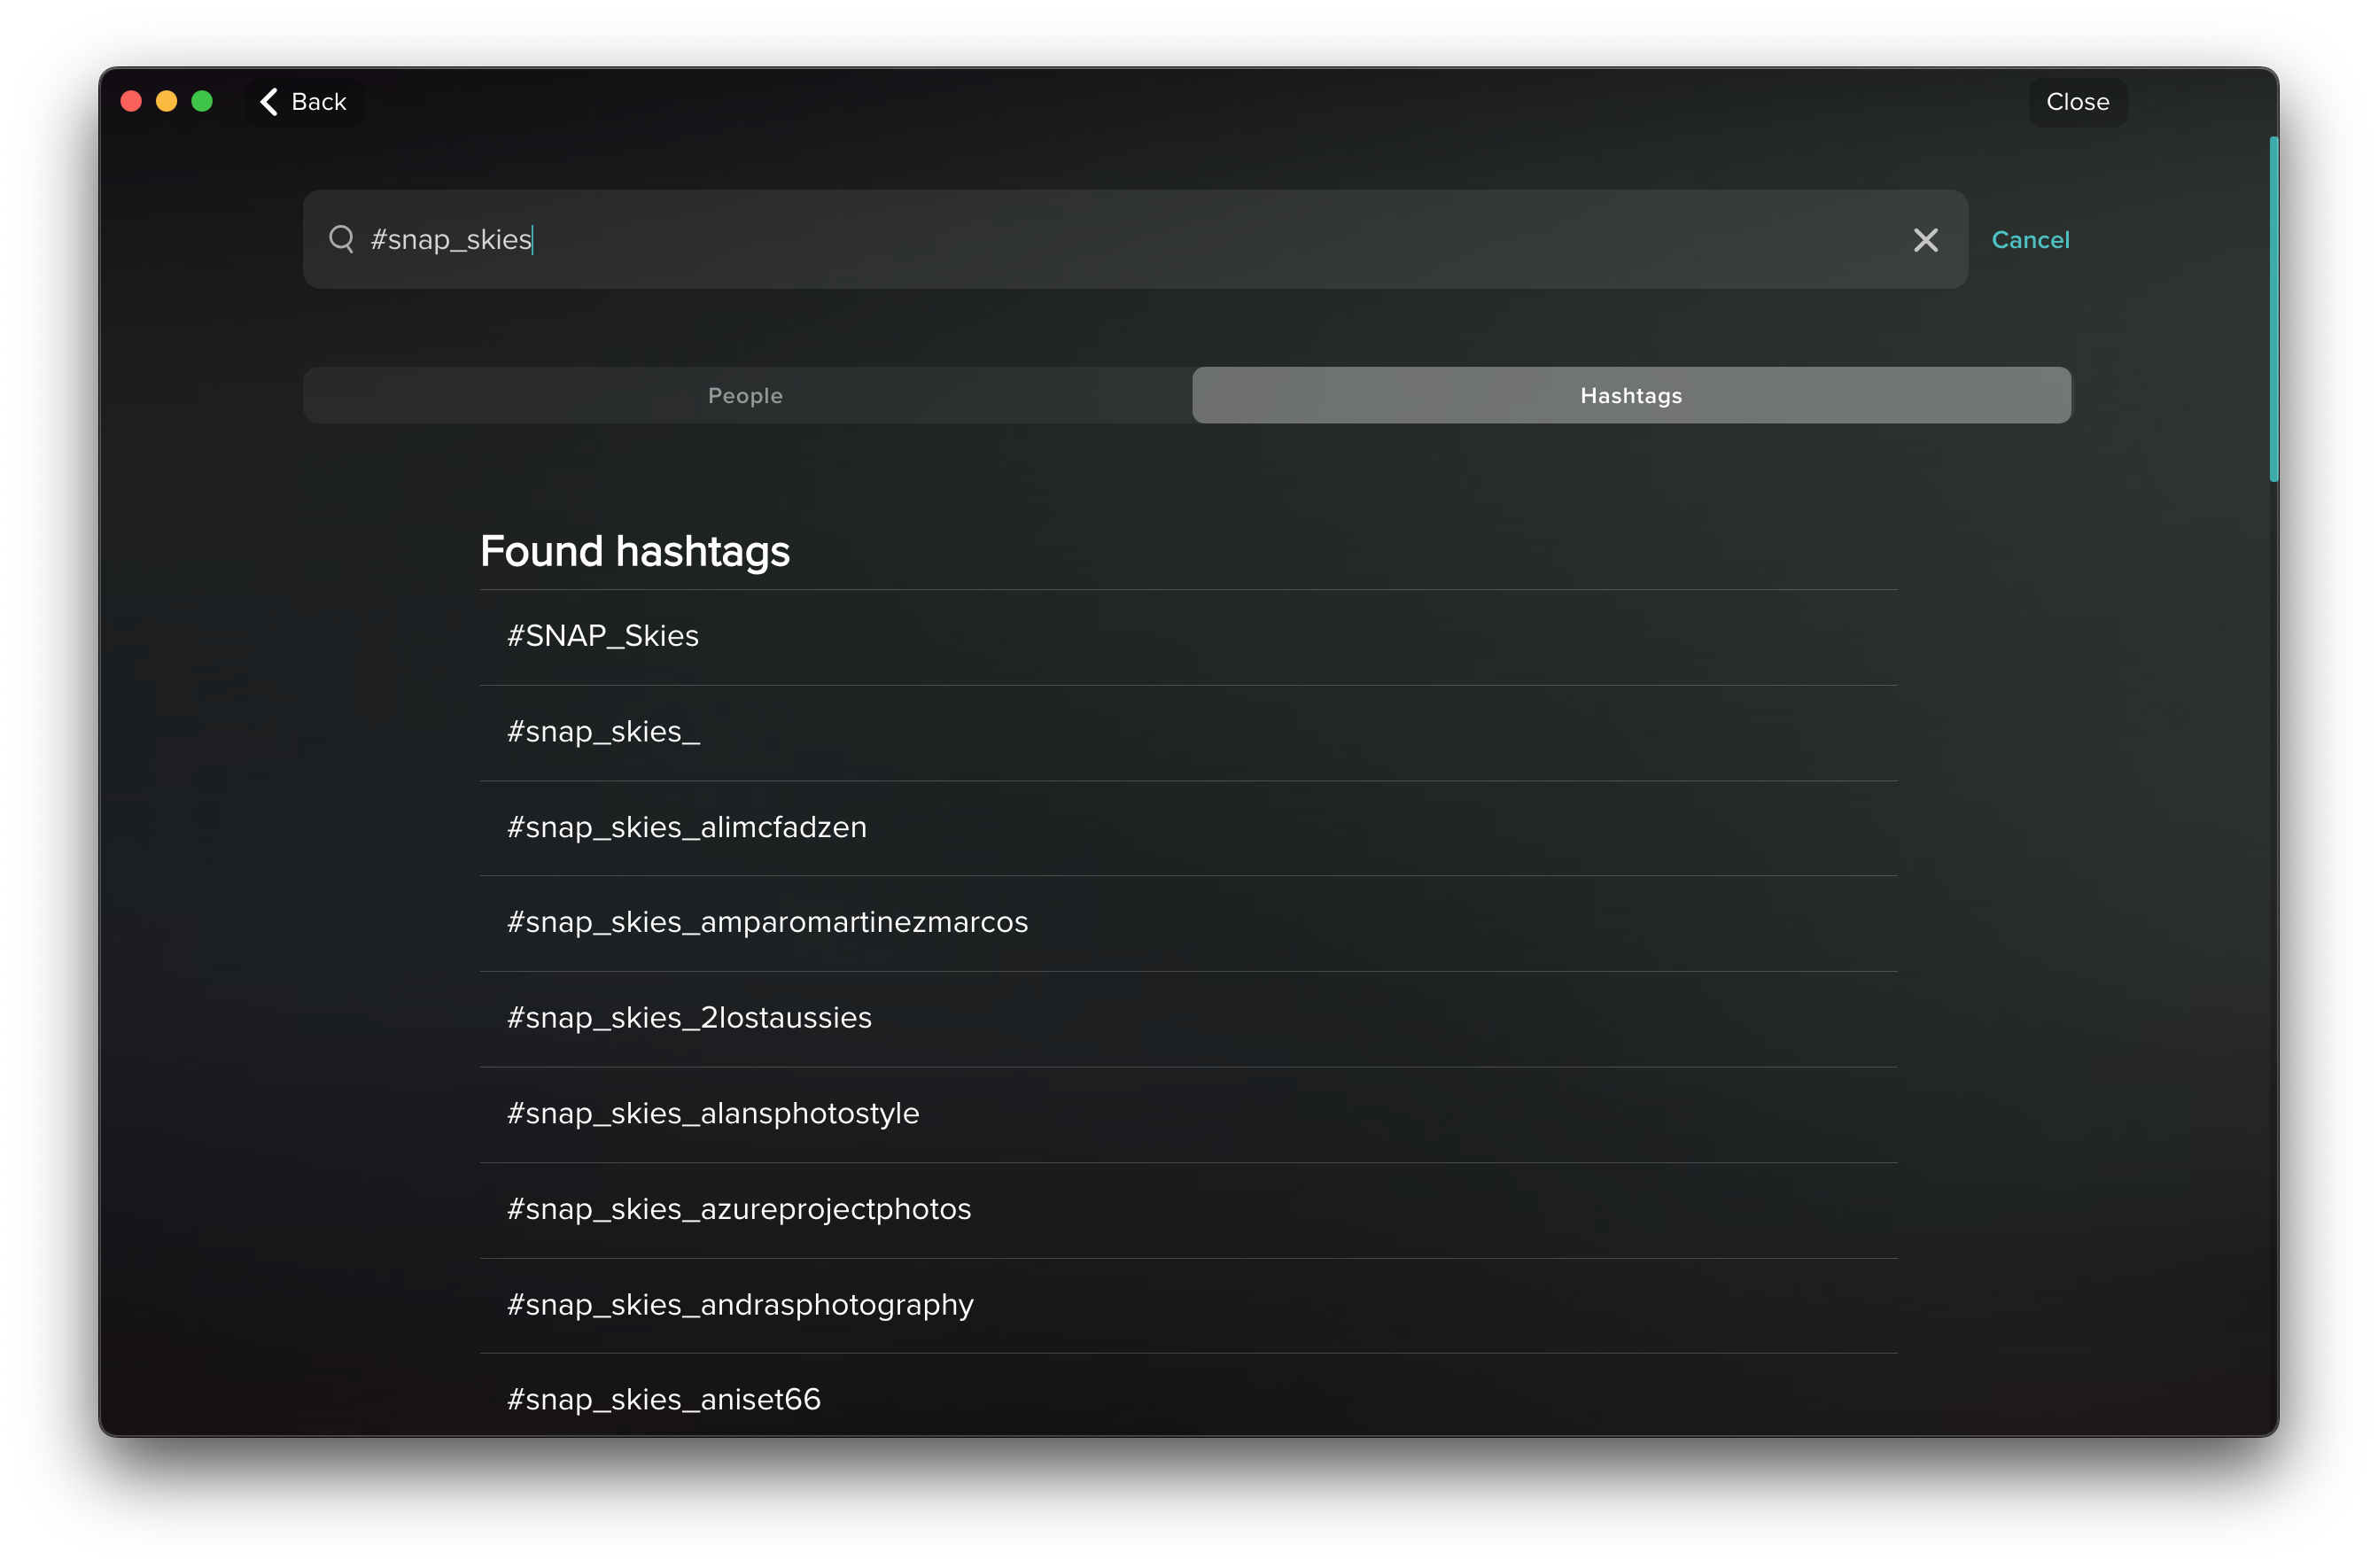 Back
Close
#snap_skies
Cancel
People
Hashtags
Found hashtags
#SNAP_Skies
#snap_skies_
#snap_skies_alimcfadzen
#snap_skies_amparomartinezmarcos
#snap_skies_2lostaussies
#snap_skies_alansphotostyle
#snap_skies_azureprojectphotos
#snap_skies_andrasphotography
#snap_skies_aniset66